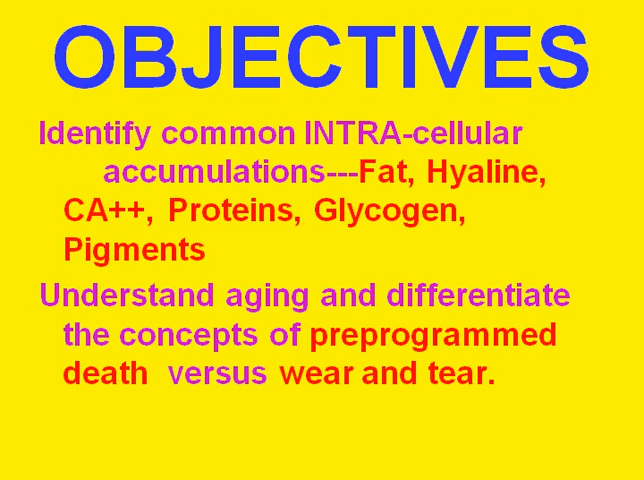 OBJECTIVES
Identify common INTRA-cellular
accumulations---Fat, Hyaline,
CA++, Proteins, Glycogen,
Pigments
Understand aging and differentiate
the concepts of preprogrammed
death versus wear and tear.